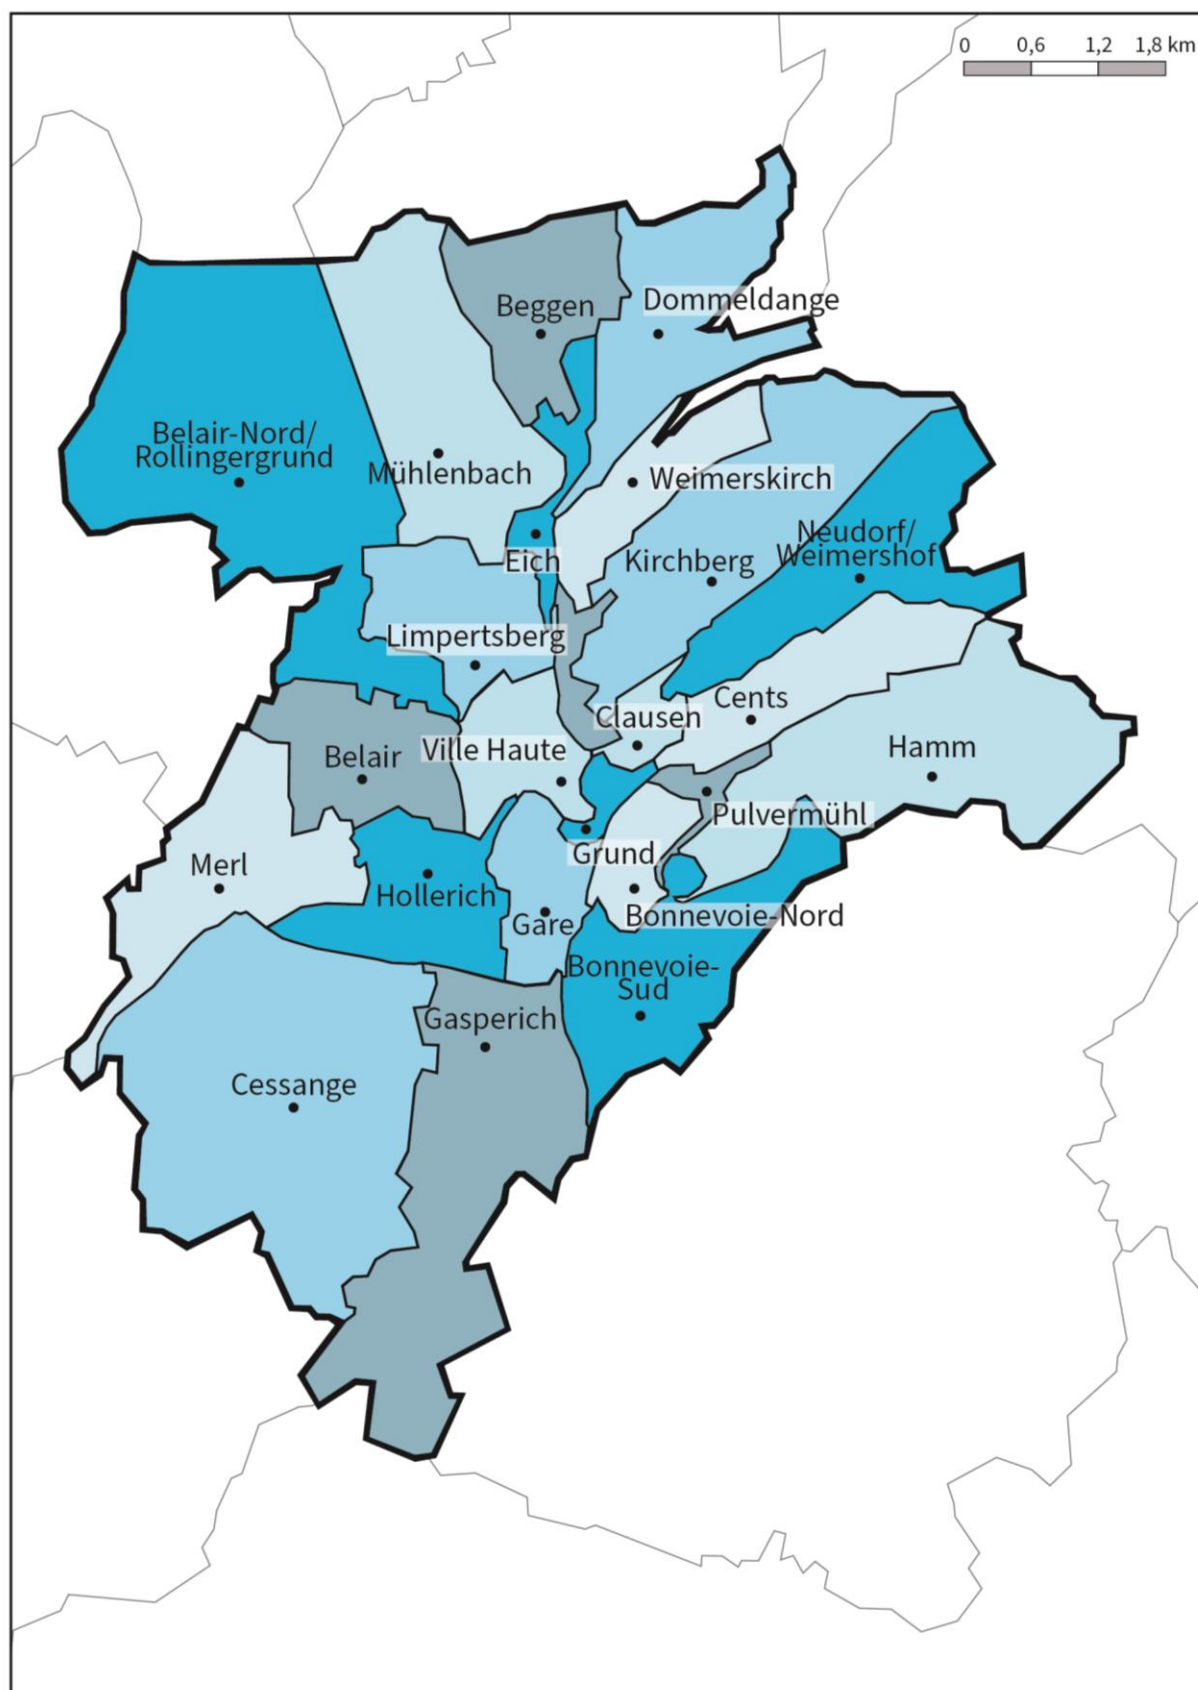 0 0,6 1,2 1,8 km
Beggen
Dommeldange
Belair-Nord/
Rollingergrund
Mühlenbach
Weimerskirch
Neudorf/
Weimershof
Eich
Kirchberg
Limpertsberg
Cents
Clausen
Ville Haute
Hamm
Belair
Pulvermühl
Grund
Merl
Hollerich
Bonnevoie-Nord
Gare
Bonnevoie-
Sud
Gasperich
Cessange